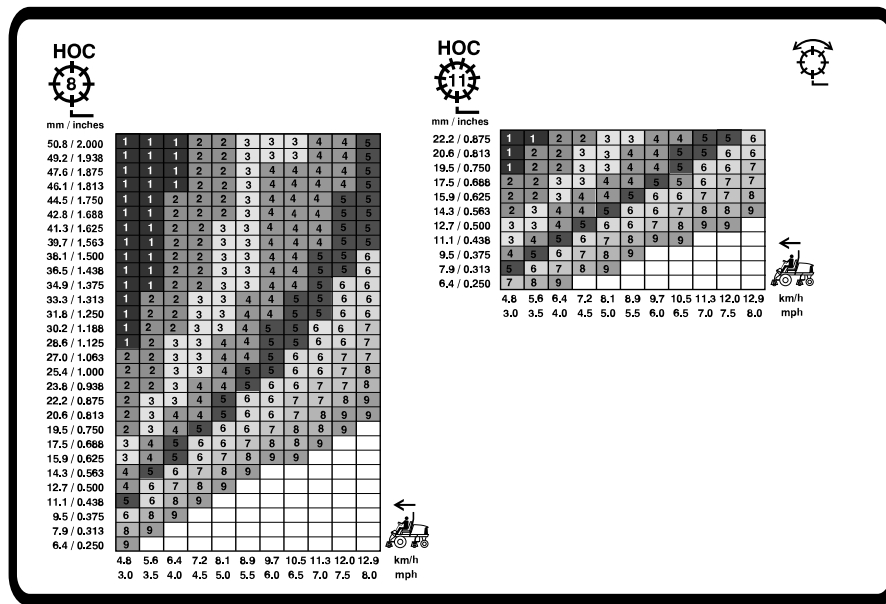 HOC
8
mm / inches
50.8 / 2.000 1 1 1 2 2 3 3 3 4 4 5
49.2 / 1.938 1 1 1 2 2 3 3 3 4 4 5
47.6 / 1.875 1 1 1 2 2 3 4 4 4 4 5
46.1 / 1.813 1 1 1 2 2 3 4 4 4 4 5
44.5 / 1.750 1 1 2 2 2 3 4 4 4 5 5
42.8 / 1.688 1 1 2 2 2 3 4 4 4 5 5
41.3 / 1.625 1 1 2 2 3 3 4 4 4 5 5
39.7 / 1.563 1 1 2 2 3 3 4 4 4 5 5
38.1 / 1.500 1 1 2 2 3 3 4 4 5 5 6
36.5 / 1.438 1 1 2 2 3 3 4 4 5 5 6
34.9 / 1.375 1 1 2 2 3 3 4 4 5 6 6
33.3 / 1.313 1 2 2 3 3 4 4 5 5 6 6
31.8 / 1.250 1 2 2 3 3 4 4 5 5 6 6
30.2 / 1.188 1 2 2 3 3 4 5 5 6 6 7
28.6 / 1.125 1 2 3 3 4 4 5 5 6 6 7
27.0 / 1.063 2 2 3 3 4 4 5 6 6 7 7
25.4 / 1.000 2 2 3 3 4 5 5 6 6 7 8
23.8 / 0.938 2 2 3 4 4 5 6 6 7 7 8
22.2 / 0.875 2 3 3 4 5 6 6 7 7 8 9
20.6 / 0.813 2 3 4 4 5 6 6 7 8 9 9
19.5 / 0.750 2 3 4 5 6 6 7 7 8 9
17.5 / 0.688 3 4 5 6 6 7 8 8 9
15.9 / 0.625 3 4 5 6 7 8 9 9
14.3 / 0.563 4 5 6 7 8 9
12.7 / 0.500 4 6 7 8 9
11.1 / 0.438 5 6 8 9
9.5 / 0.375 6 8 9
7.9 / 0.313 8 9
6.4 / 0.250 9
4.8 5.6 6.4 7.2 8.1 8.9 9.7 10.5 11.3 12.0 12.9 km/h
3.0 3.5 4.0 4.5 5.0 5.5 6.0 6.5 7.0 7.5 8.0 mph
HOC
11
mm / inches
22.2 / 0.875 1 1 2 2 3 3 4 4 5 5 6
20.6 / 0.813 1 2 2 3 3 4 4 5 5 6 6
19.5 / 0.750 1 2 2 3 3 4 4 5 6 6 7
17.5 / 0.688 2 2 3 3 4 4 5 5 6 7 7
15.9 / 0.625 2 2 3 4 4 5 6 6 7 7 8
14.3 / 0.563 2 3 4 4 5 6 6 7 8 8 9
12.7 / 0.500 3 3 4 5 6 6 7 8 9 9
11.1 / 0.438 3 4 5 6 7 8 9 9
9.5 / 0.375 4 5 6 7 8 9
7.9 / 0.313 5 6 7 8 9
6.4 / 0.250 7 8 9
4.8 5.6 6.4 7.2 8.1 8.9 9.7 10.5 11.3 12.0 12.9 km/h
3.0 3.5 4.0 4.5 5.0 5.5 6.0 6.5 7.0 7.5 8.0 mph